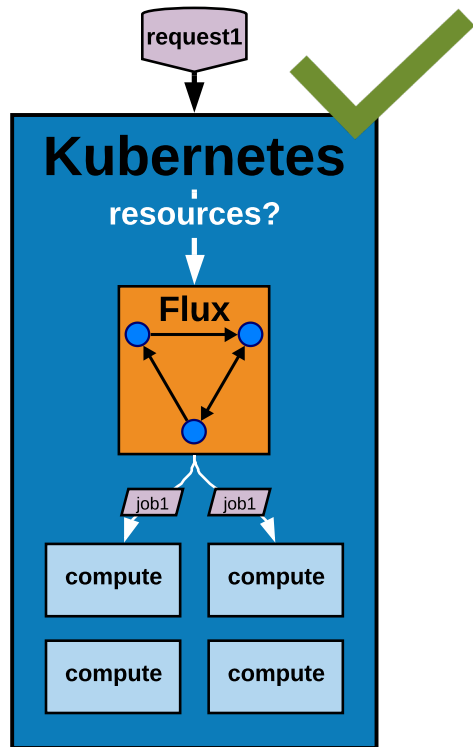 request1
Kubernetes
resources?
Flux
job1
job1
compute
compute
compute
compute